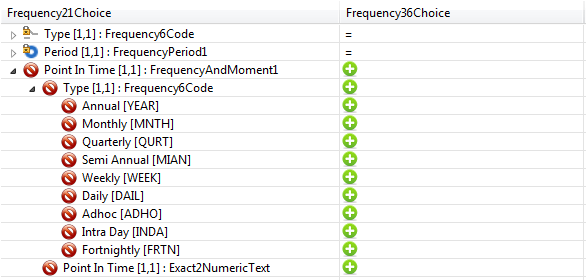 Frequency21Choice Frequency36Choice
Type [1,1] : Frequency6Code =
Period [1,1] : FrequencyPeriod1 =
Point In Time [1,1] : FrequencyAndMoment1
Type [1,1] : Frequency6Code
Annual [YEAR]
Monthly [MNTH]
Quarterly [QURT]
Semi Annual [MIAN]
Weekly [WEEK]
Daily [DAIL]
Adhoc [ADHO]
Intra Day [INDA]
Fortnightly [FRTN]
Point In Time [1,1] : Exact2NumericText